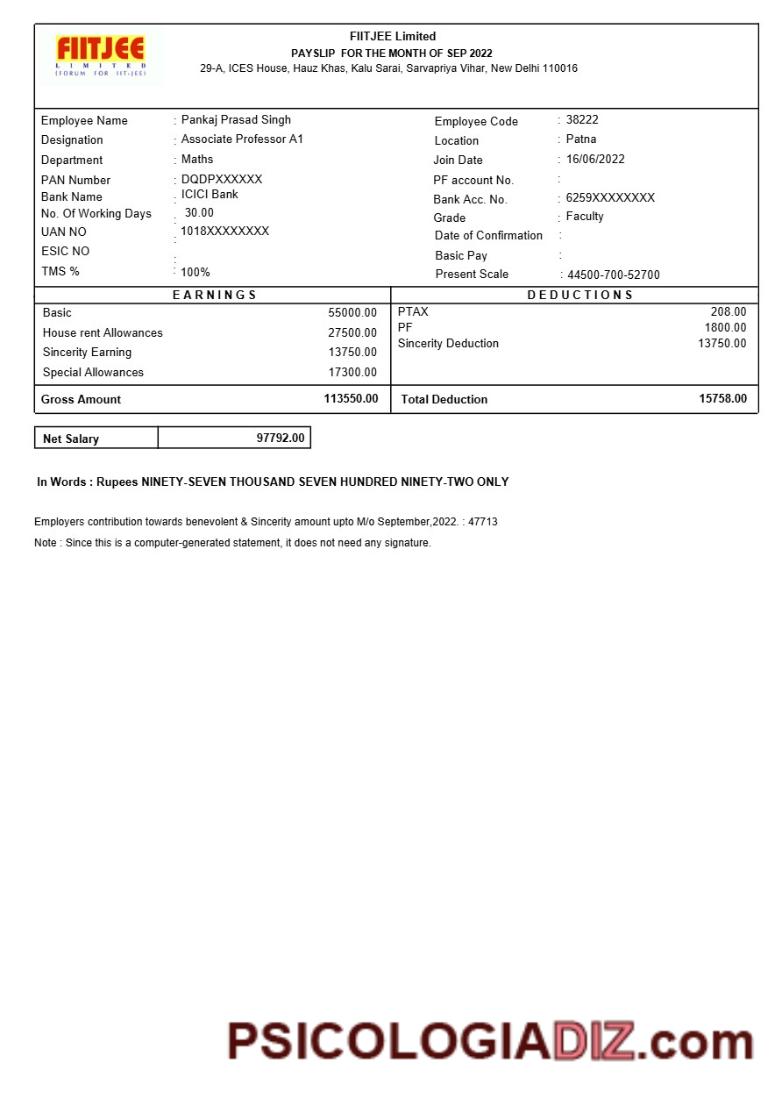 FIITJEE
LIMITED
(FORUM FOR IIT-JEE)
FIITJEE Limited
PAYSLIP FOR THE MONTH OF SEP 2022
29-A, ICES House, Hauz Khas, Kalu Sarai, Sarvapriya Vihar, New Delhi 110016
Employee Name : Pankaj Prasad Singh Employee Code : 38222
Designation : Associate Professor A1 Location : Patna
Department : Maths Join Date : 16/06/2022
PAN Number : DQDPXXXXXX PF account No. :
Bank Name : ICICI Bank Bank Acc. No. : 6259XXXXXXXX
No. Of Working Days : 30.00 Grade : Faculty
UAN NO : 1018XXXXXXXX Date of Confirmation :
ESIC NO : Basic Pay :
TMS % : 100% Present Scale : 44500-700-52700
EARNINGS DEDUCTIONS
Basic 55000.00 PTAX 208.00
House rent Allowances 27500.00 PF 1800.00
Sincerity Earning 13750.00 Sincerity Deduction 13750.00
Special Allowances 17300.00
Gross Amount 113550.00 Total Deduction 15758.00
Net Salary 97792.00
In Words : Rupees NINETY-SEVEN THOUSAND SEVEN HUNDRED NINETY-TWO ONLY
Employers contribution towards benevolent & Sincerity amount upto M/o September,2022. : 47713
Note : Since this is a computer-generated statement, it does not need any signature.
PSICOLOGIADIZ.com